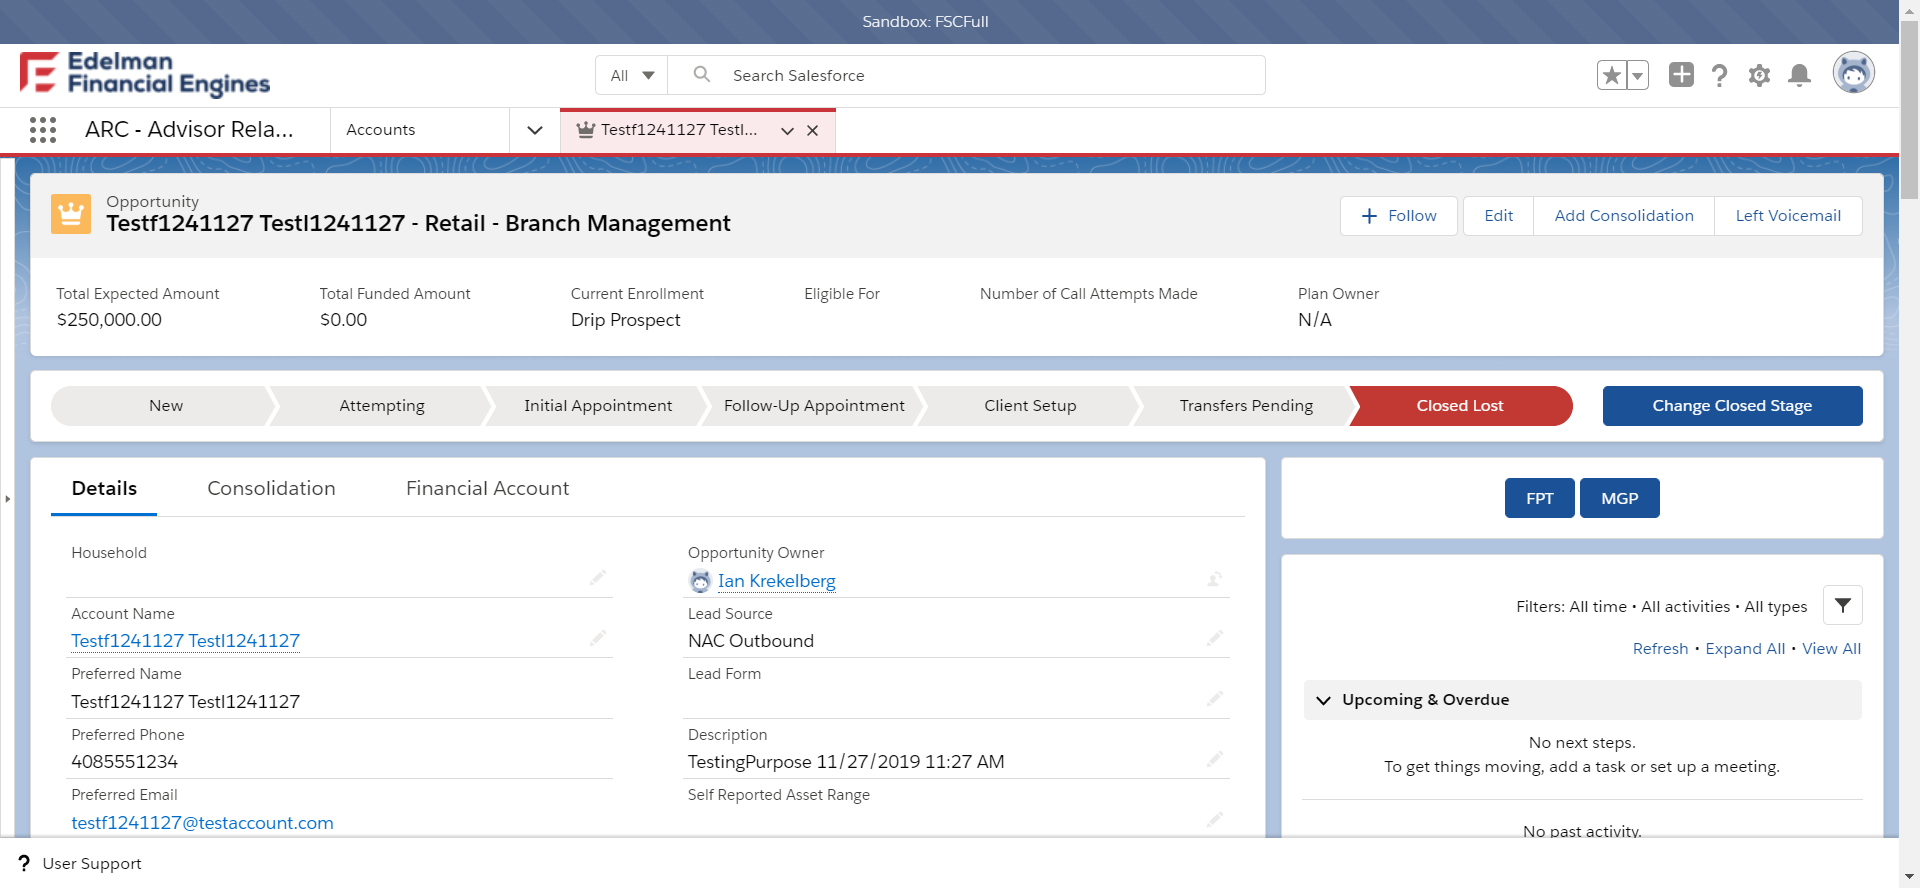 Sandbox: FSCFull
Edelman
Financial Engines
All
Search Salesforce
ARC - Advisor Rela...
Accounts
Testf1241127 Testl...
Opportunity
Testf1241127 Testl1241127 - Retail - Branch Management
Follow
Edit
Add Consolidation
Left Voicemail
Total Expected Amount
Total Funded Amount
Current Enrollment
Eligible For
Number of Call Attempts Made
Plan Owner
$250,000.00
$0.00
Drip Prospect
N/A
New
Attempting
Initial Appointment
Follow-Up Appointment
Client Setup
Transfers Pending
Closed Lost
Change Closed Stage
Details
Consolidation
Financial Account
Household
Account Name
Testf1241127 Testl1241127
Preferred Name
Testf1241127 Testl1241127
Preferred Phone
4085551234
Preferred Email
testf1241127@testaccount.com
Opportunity Owner
Ian Krekelberg
Lead Source
NAC Outbound
Lead Form
Description
TestingPurpose 11/27/2019 11:27 AM
Self Reported Asset Range
FPT
MGP
Filters: All time • All activities • All types
Refresh • Expand All • View All
Upcoming & Overdue
No next steps.
To get things moving, add a task or set up a meeting.
No past activity.
? User Support